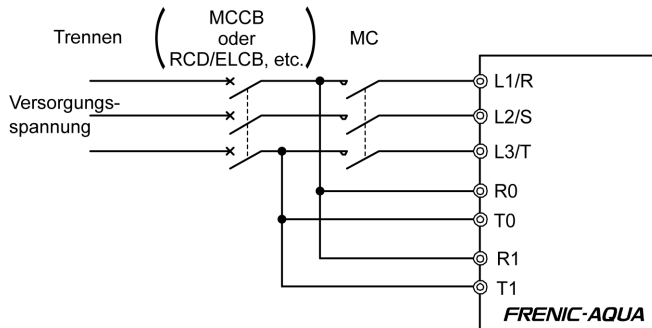 Trennen
MCCB
oder
RCD/ELCB, etc.
MC
Versorgungs-
spannung
L1/R
L2/S
L3/T
R0
T0
R1
T1
FRENIC-AQUA